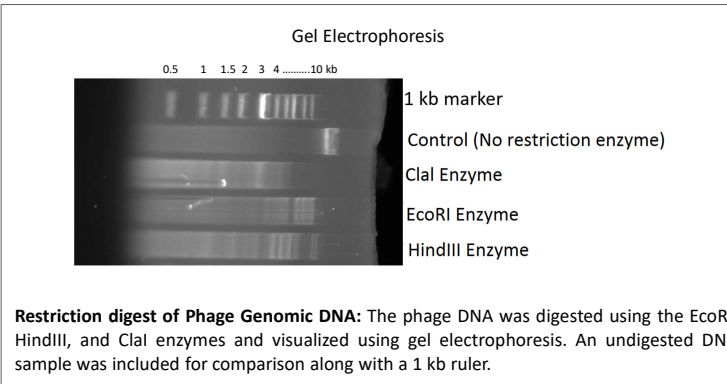 Gel Electrophoresis
0.5 1 1.5 2 3 4 ..........10 kb
1 kb marker
Control (No restriction enzyme)
ClaI Enzyme
EcoRI Enzyme
HindIII Enzyme
Restriction digest of Phage Genomic DNA: The phage DNA was digested using the EcoR
HindIII, and ClaI enzymes and visualized using gel electrophoresis. An undigested DN
sample was included for comparison along with a 1 kb ruler.